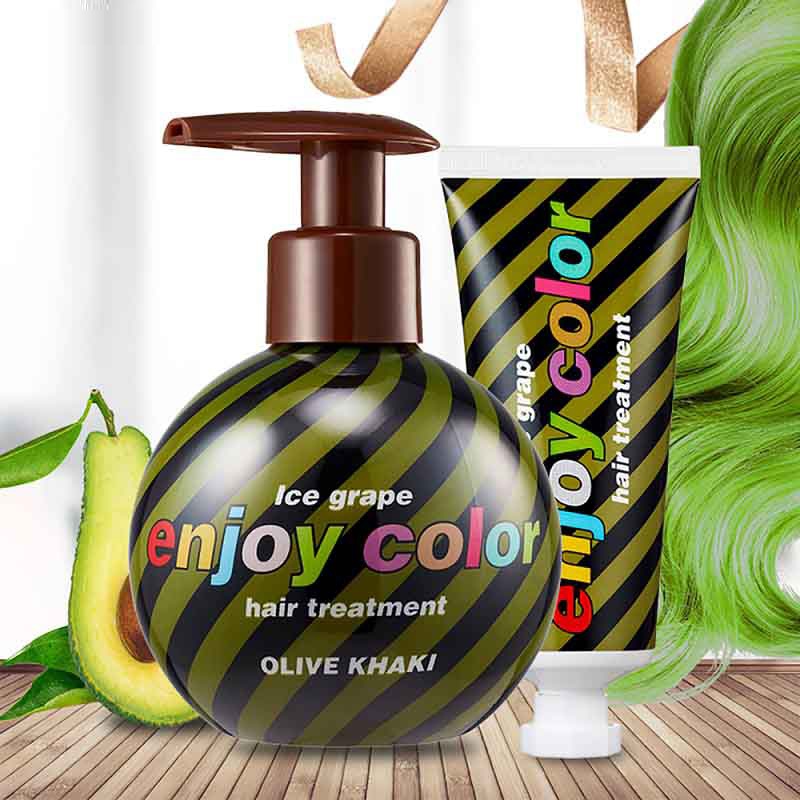 Ice grape
enjoy color
hair treatment
OLIVE KHAKI
grape
enjoy color
hair treatment